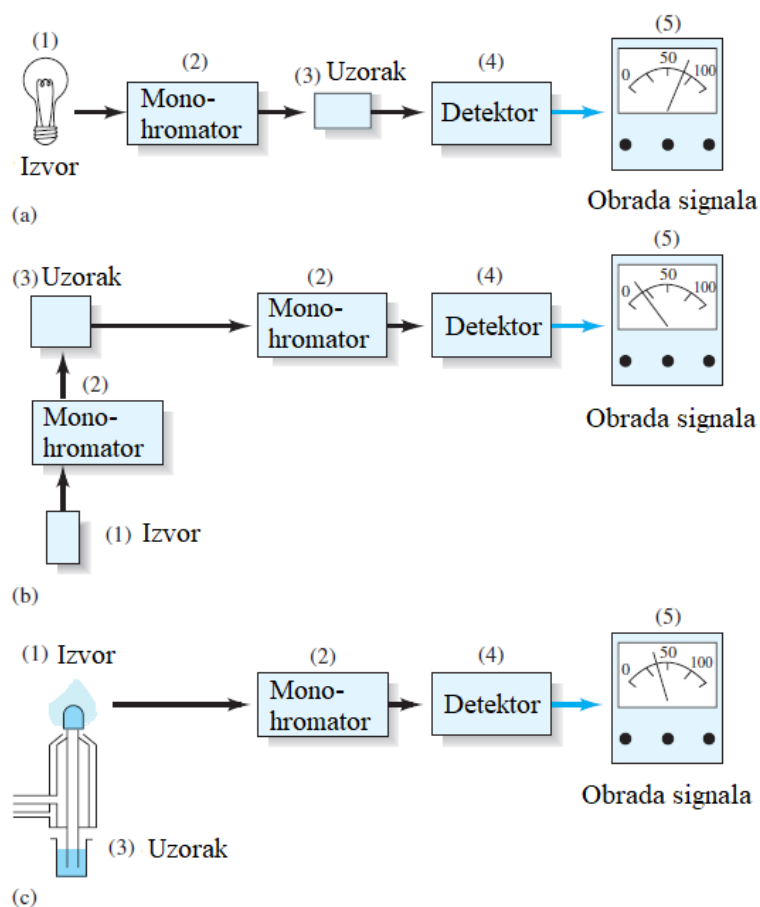 (1)
(2)
(3) Uzorak
(4)
(5)
0 50 100
Mono-
hromator
Detektor
Izvor
Obrada signala
(a)
(3) Uzorak
(2)
(4)
(5)
0 50 100
Mono-
hromator
Detektor
Obrada signala
(2)
Mono-
hromator
(1) Izvor
(b)
(1) Izvor
(2)
(4)
(5)
0 50 100
Mono-
hromator
Detektor
Obrada signala
(3) Uzorak
(c)